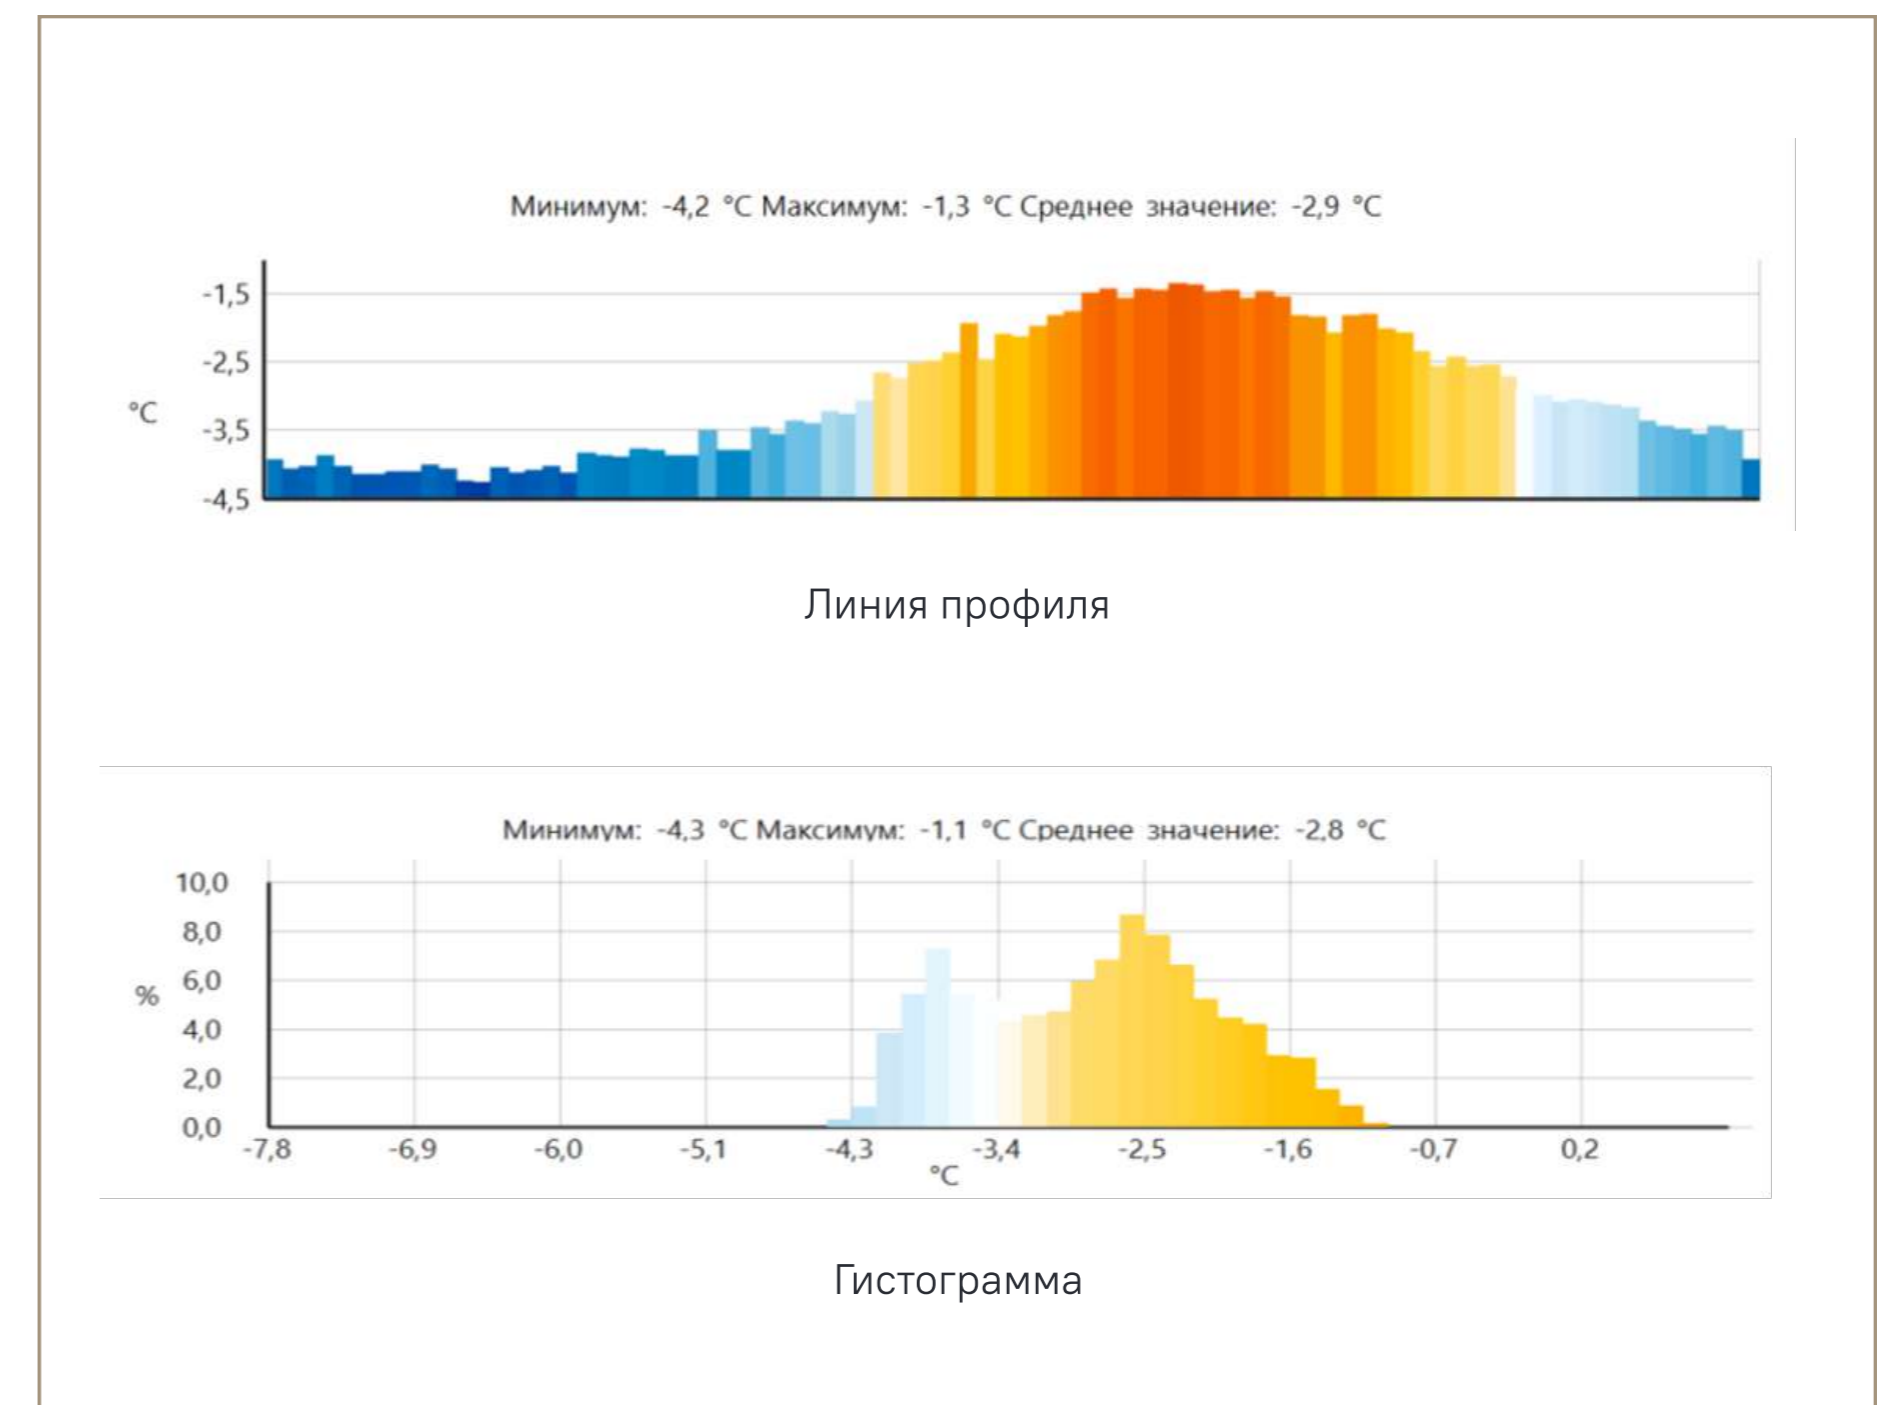 Минимум: -4,2 °C Максимум: -1,3 °C Среднее значение: -2,9 °C
-1,5
-2,5
°C
-3,5
-4,5
Линия профиля
Минимум: -4,3 °C Максимум: -1,1 °C Среднее значение: -2,8 °C
10,0
8,0
6,0
%
4,0
2,0
0,0
-7,8 -6,9 -6,0 -5,1 -4,3 -3,4 -2,5 -1,6 -0,7 0,2
°C
Гистограмма